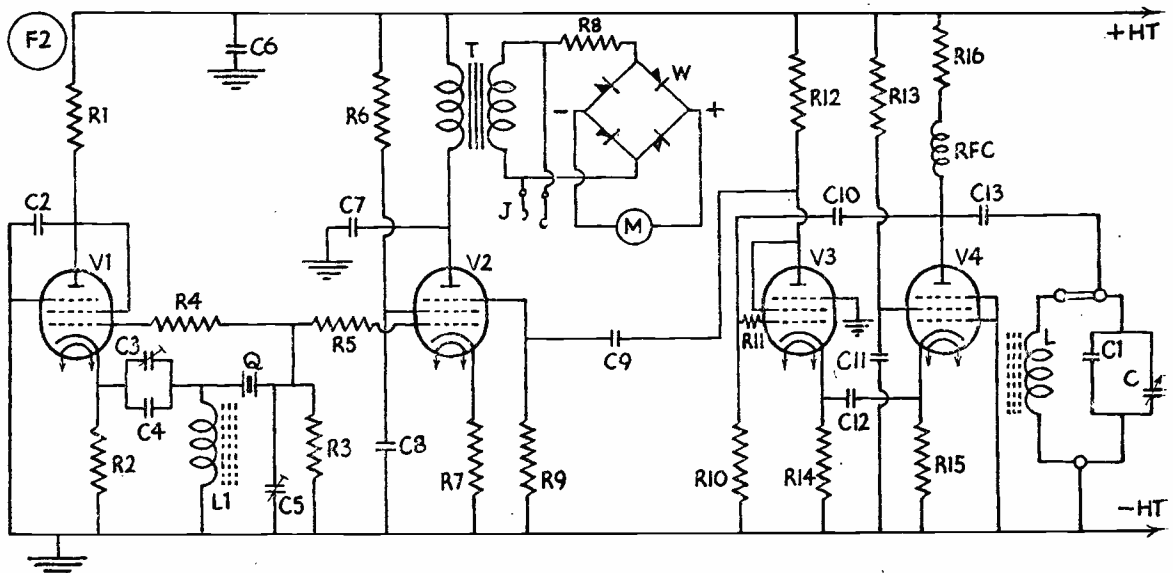 F2
C6
+HT
R1
R6
T
R8
W
R12
R13
R16
-
+
RFC
C2
C7
J
M
C10
C13
V1
V2
V3
V4
R4
R5
R11
C3
Q
C9
C11
L
C1
C
C4
C12
R2
L1
C5
R3
C8
R7
R9
R10
R14
R15
-HT